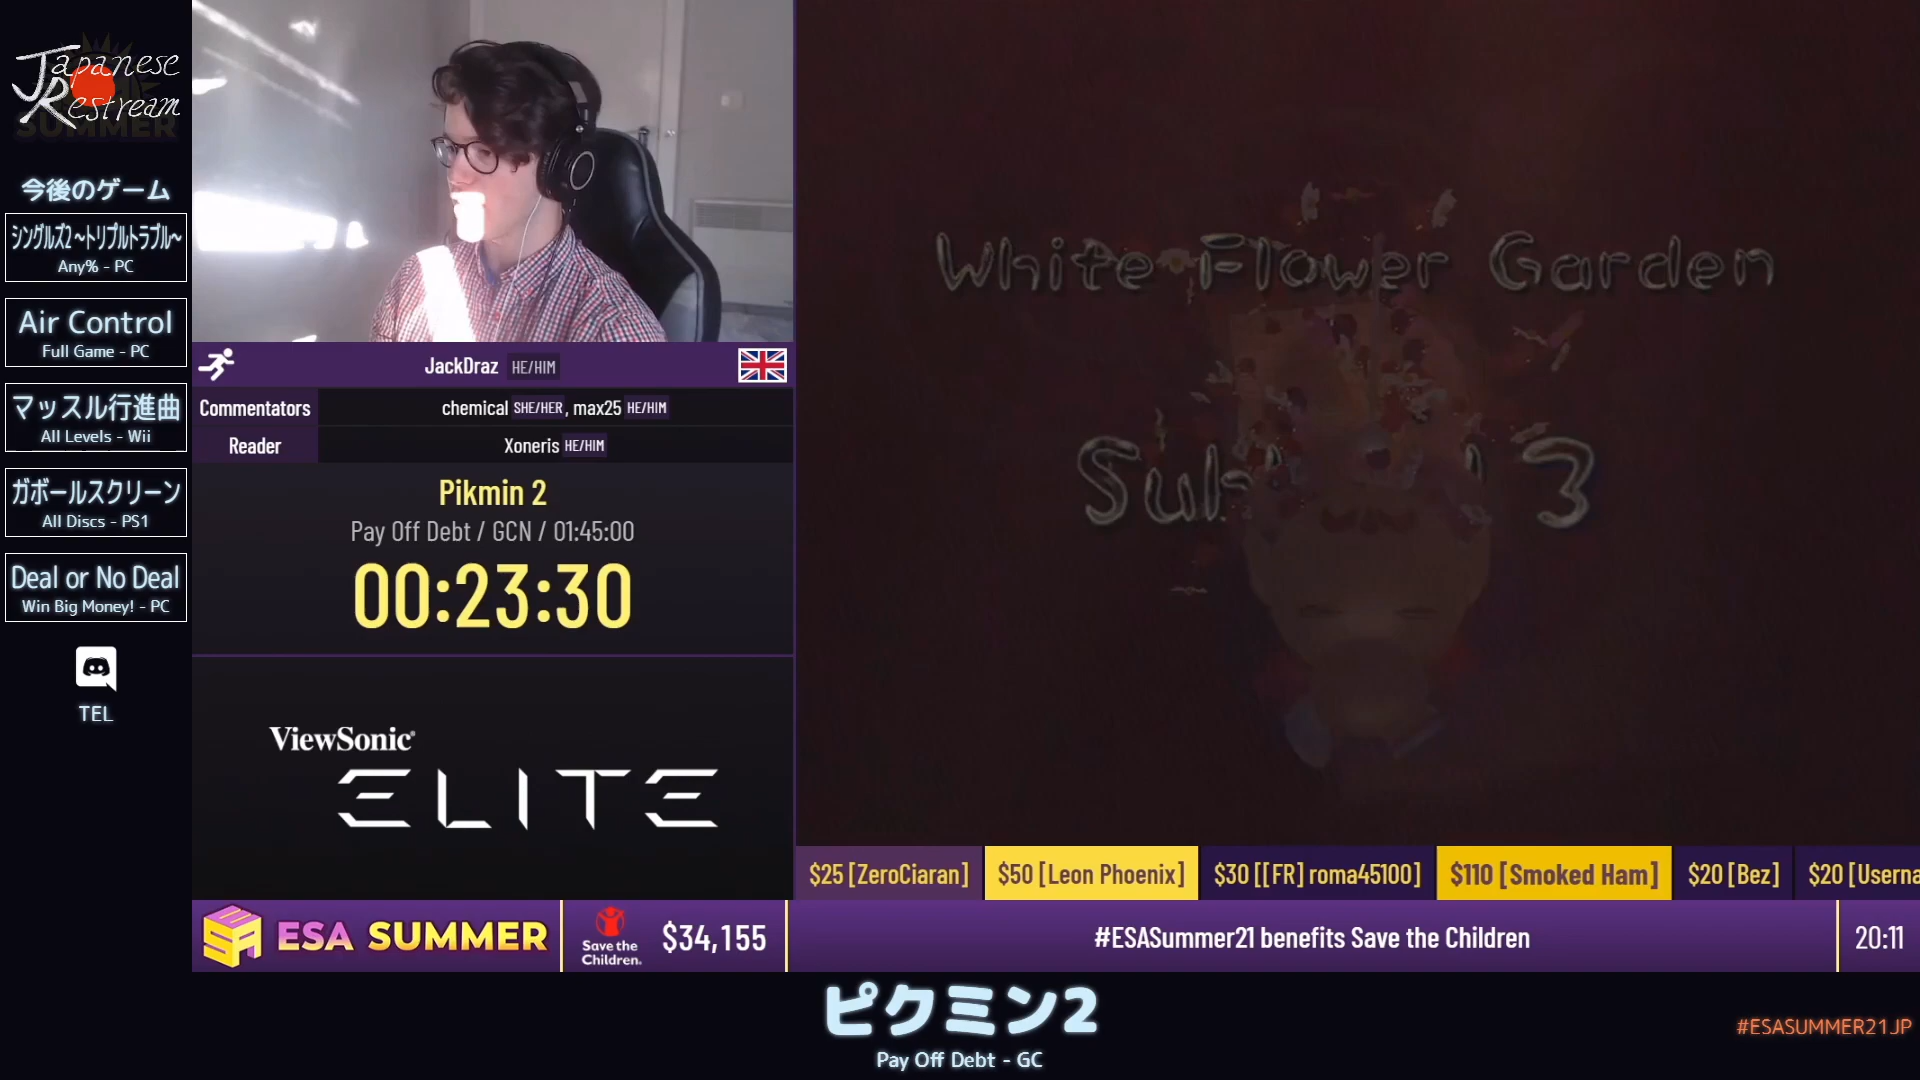 Japanese
Restream
SUMMER
今後のゲーム
シングルズ2～トリプルトラブル～
Any% - PC
Air Control
Full Game - PC
マッスル行進曲
All Levels - Wii
ガボールスクリーン
All Discs - PS1
Deal or No Deal
Win Big Money! - PC
TEL
JackDraz HE/HIM
Commentators chemical SHE/HER, max25 HE/HIM
Reader Xoneris HE/HIM
Pikmin 2
Pay Off Debt / GCN / 01:45:00
00:23:30
ViewSonic®
ELITE
White Flower Garden
3
$25 [ZeroCiaran] $50 [Leon Phoenix] $30 [[FR] roma45100] $110 [Smoked Ham] $20 [Bez] $20 [Userna
ESA SUMMER Save the Children. $34,155 #ESASummer21 benefits Save the Children 20:11
ピクミン2
Pay Off Debt - GC
#ESASUMMER21JP